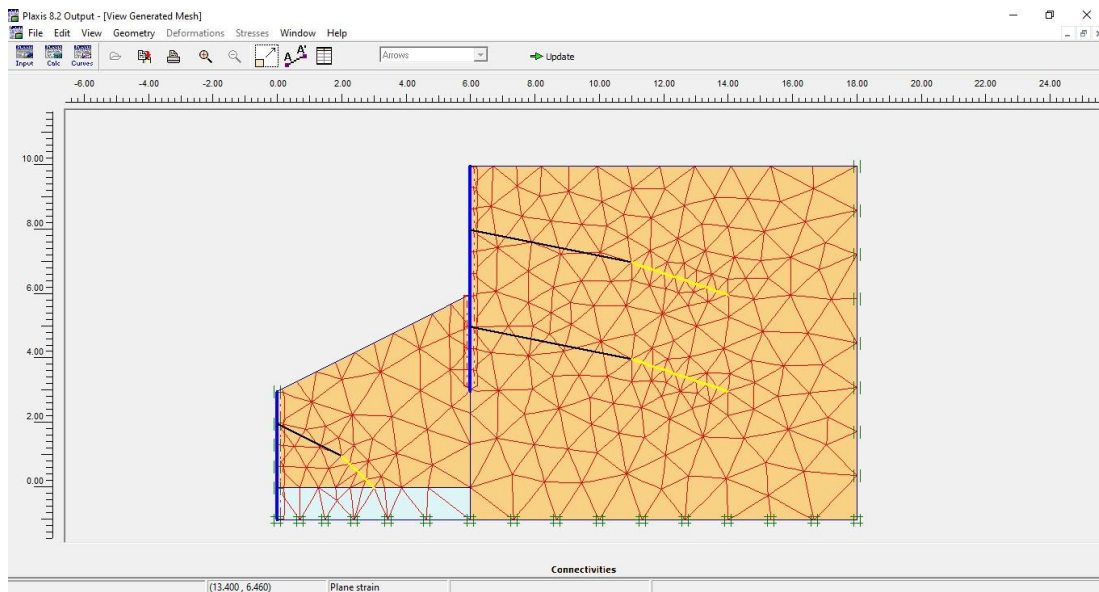 Plaxis 8.2 Output - [View Generated Mesh]
File Edit View Geometry Deformations Stresses Window Help
Input Calc Curves A A' Arrows Update
-6.00 -4.00 -2.00 0.00 2.00 4.00 6.00 8.00 10.00 12.00 14.00 16.00 18.00 20.00 22.00 24.00
10.00
8.00
6.00
4.00
2.00
0.00
Connectivities
(13.400 , 6.460) Plane strain